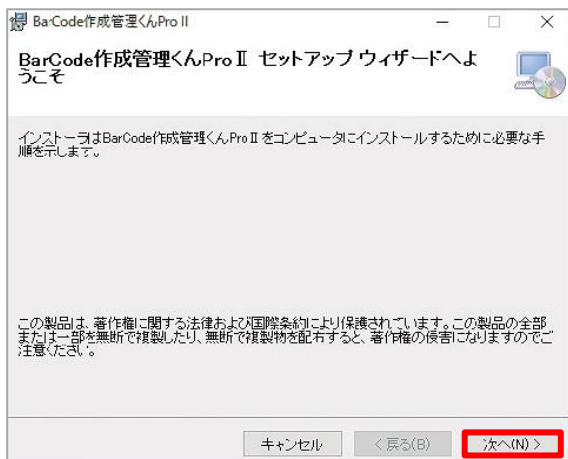 BarCode作成管理くんPro II
BarCode作成管理くんPro II セットアップ ウィザードへよ
うこそ
インストーラはBarCode作成管理くんPro II をコンピュータにインストールするために必要な手
順を示します。
この製品は、著作権に関する法律および国際条約により保護されています。この製品の全部
または一部を無断で複製したり、無断で複製物を配布すると、著作権の侵害になりますのでご
注意ください。
キャンセル
< 戻る(B)
次へ(N) >